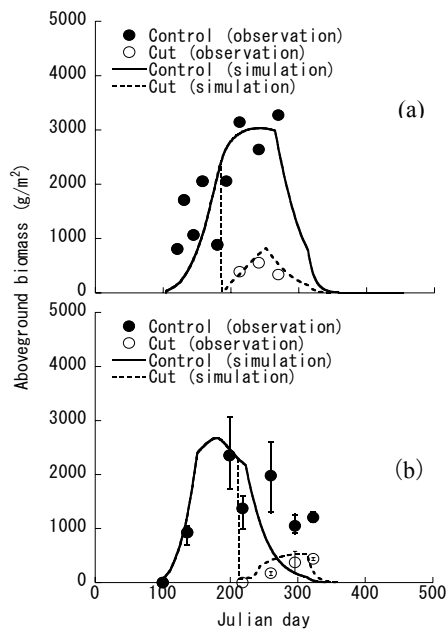 5000
4000
3000
2000
1000
0
● Control (observation)
○ Cut (observation)
Control (simulation)
Cut (simulation)
(a)
Aboveground biomass (g/m²)
5000
4000
3000
2000
1000
0
● Control (observation)
○ Cut (observation)
Control (simulation)
Cut (simulation)
(b)
0 100 200 300 400 500
Julian day